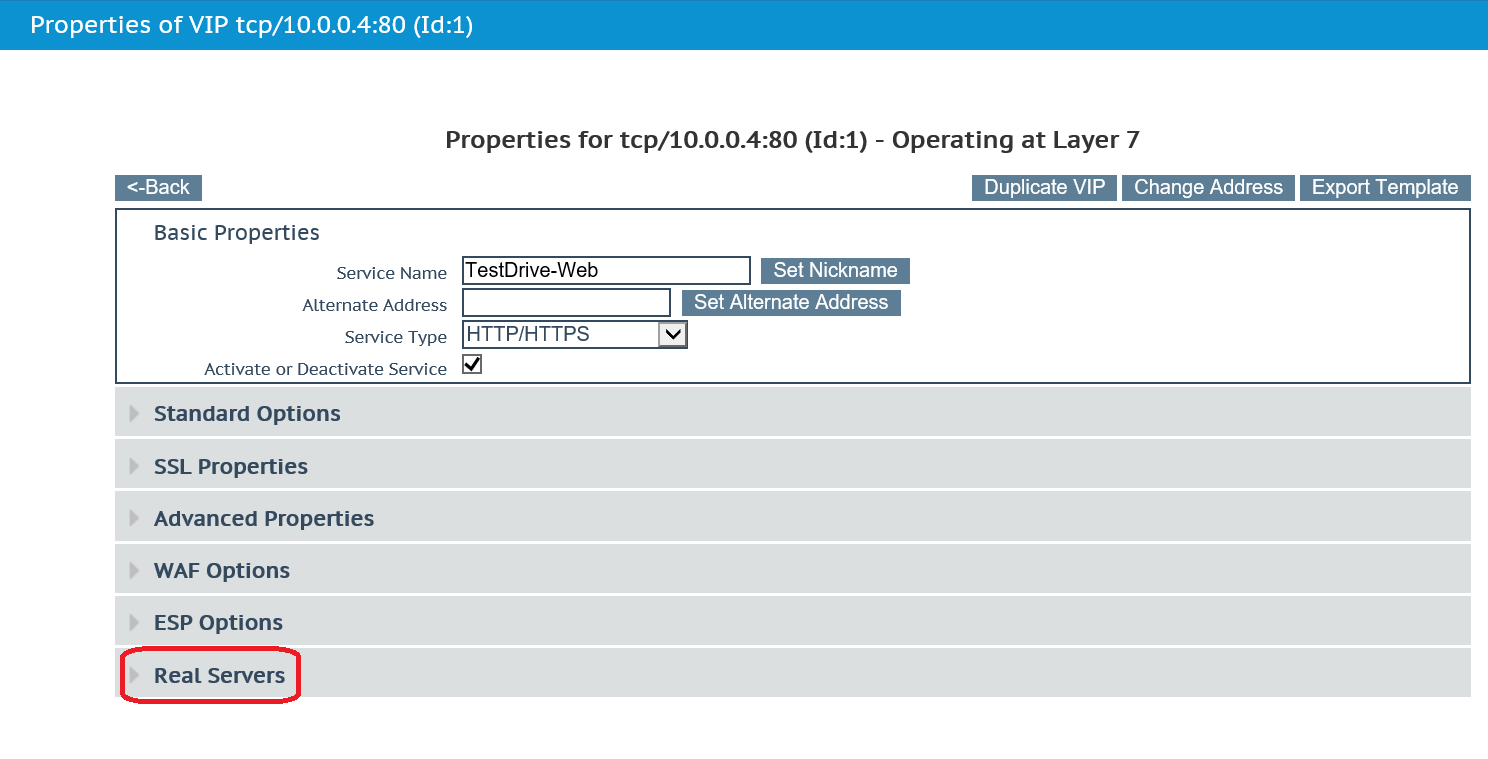 Properties of VIP tcp/10.0.0.4:80 (Id:1)
Properties for tcp/10.0.0.4:80 (Id:1) - Operating at Layer 7
<-Back Duplicate VIP Change Address Export Template
Basic Properties
Service Name TestDrive-Web Set Nickname
Alternate Address Set Alternate Address
Service Type HTTP/HTTPS
Activate or Deactivate Service
Standard Options
SSL Properties
Advanced Properties
WAF Options
ESP Options
Real Servers